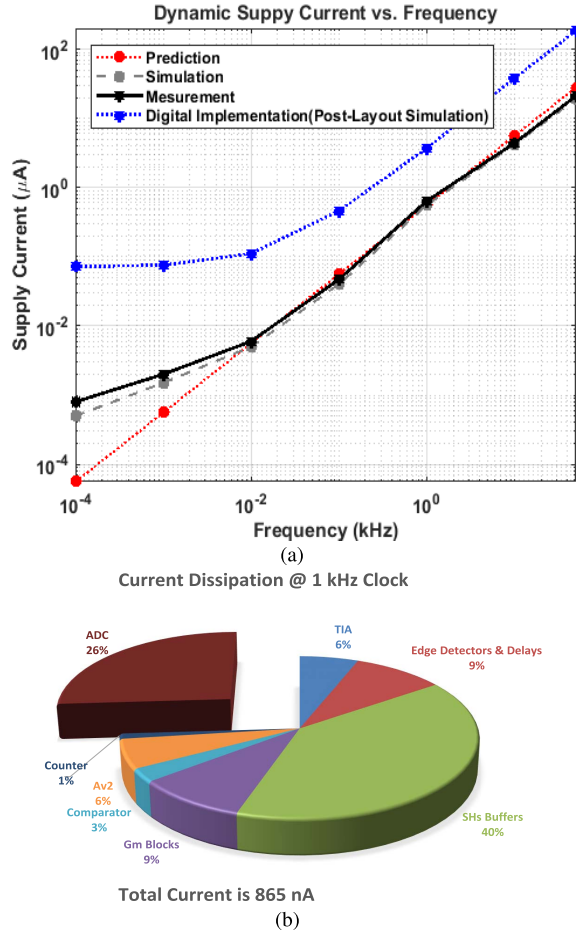 Dynamic Suppy Current vs. Frequency
10^2
Prediction
Simulation
Mesurement
Digital Implementation(Post-Layout Simulation)
Supply Current (μA)
10^0
10^-2
10^-4
10^-4
10^-2
10^0
Frequency (kHz)
(a)
Current Dissipation @ 1 kHz Clock
ADC
26%
TIA
6%
Edge Detectors & Delays
9%
Counter
1%
Av2
6%
Comparator
3%
Gm Blocks
9%
SHs Buffers
40%
Total Current is 865 nA
(b)